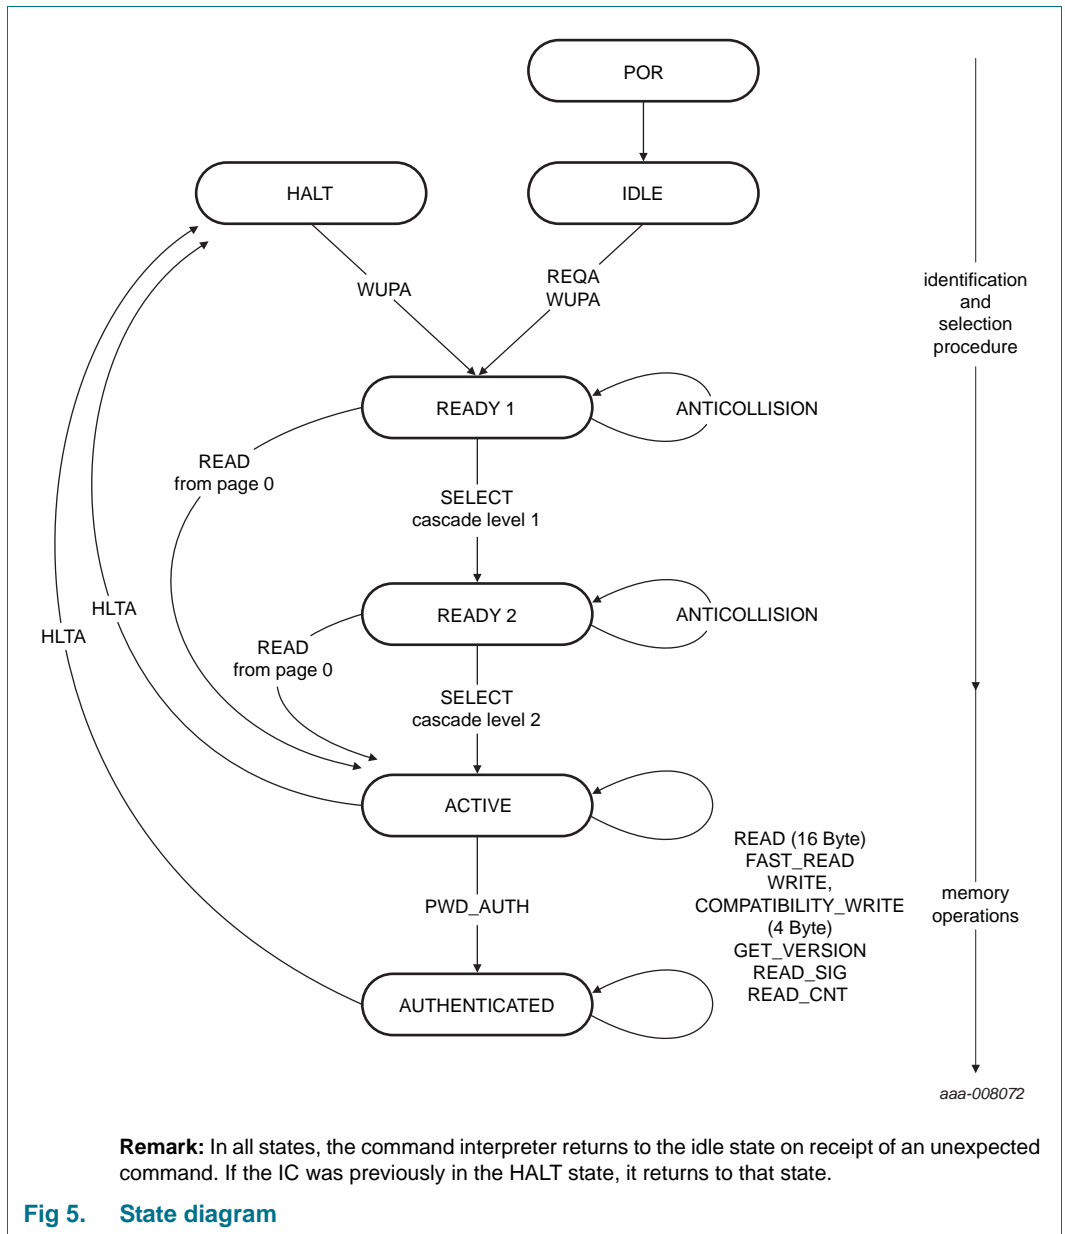 POR
HALT
IDLE
WUPA
REQA
WUPA
identification
and
selection
procedure
READY 1
ANTICOLLISION
READ
from page 0
SELECT
cascade level 1
READY 2
ANTICOLLISION
HLTA
HLTA
READ
from page 0
SELECT
cascade level 2
ACTIVE
READ (16 Byte)
FAST_READ
WRITE,
COMPATIBILITY_WRITE
(4 Byte)
GET_VERSION
READ_SIG
READ_CNT
memory
operations
PWD_AUTH
AUTHENTICATED
aaa-008072
Remark: In all states, the command interpreter returns to the idle state on receipt of an unexpected
command. If the IC was previously in the HALT state, it returns to that state.
Fig 5. State diagram